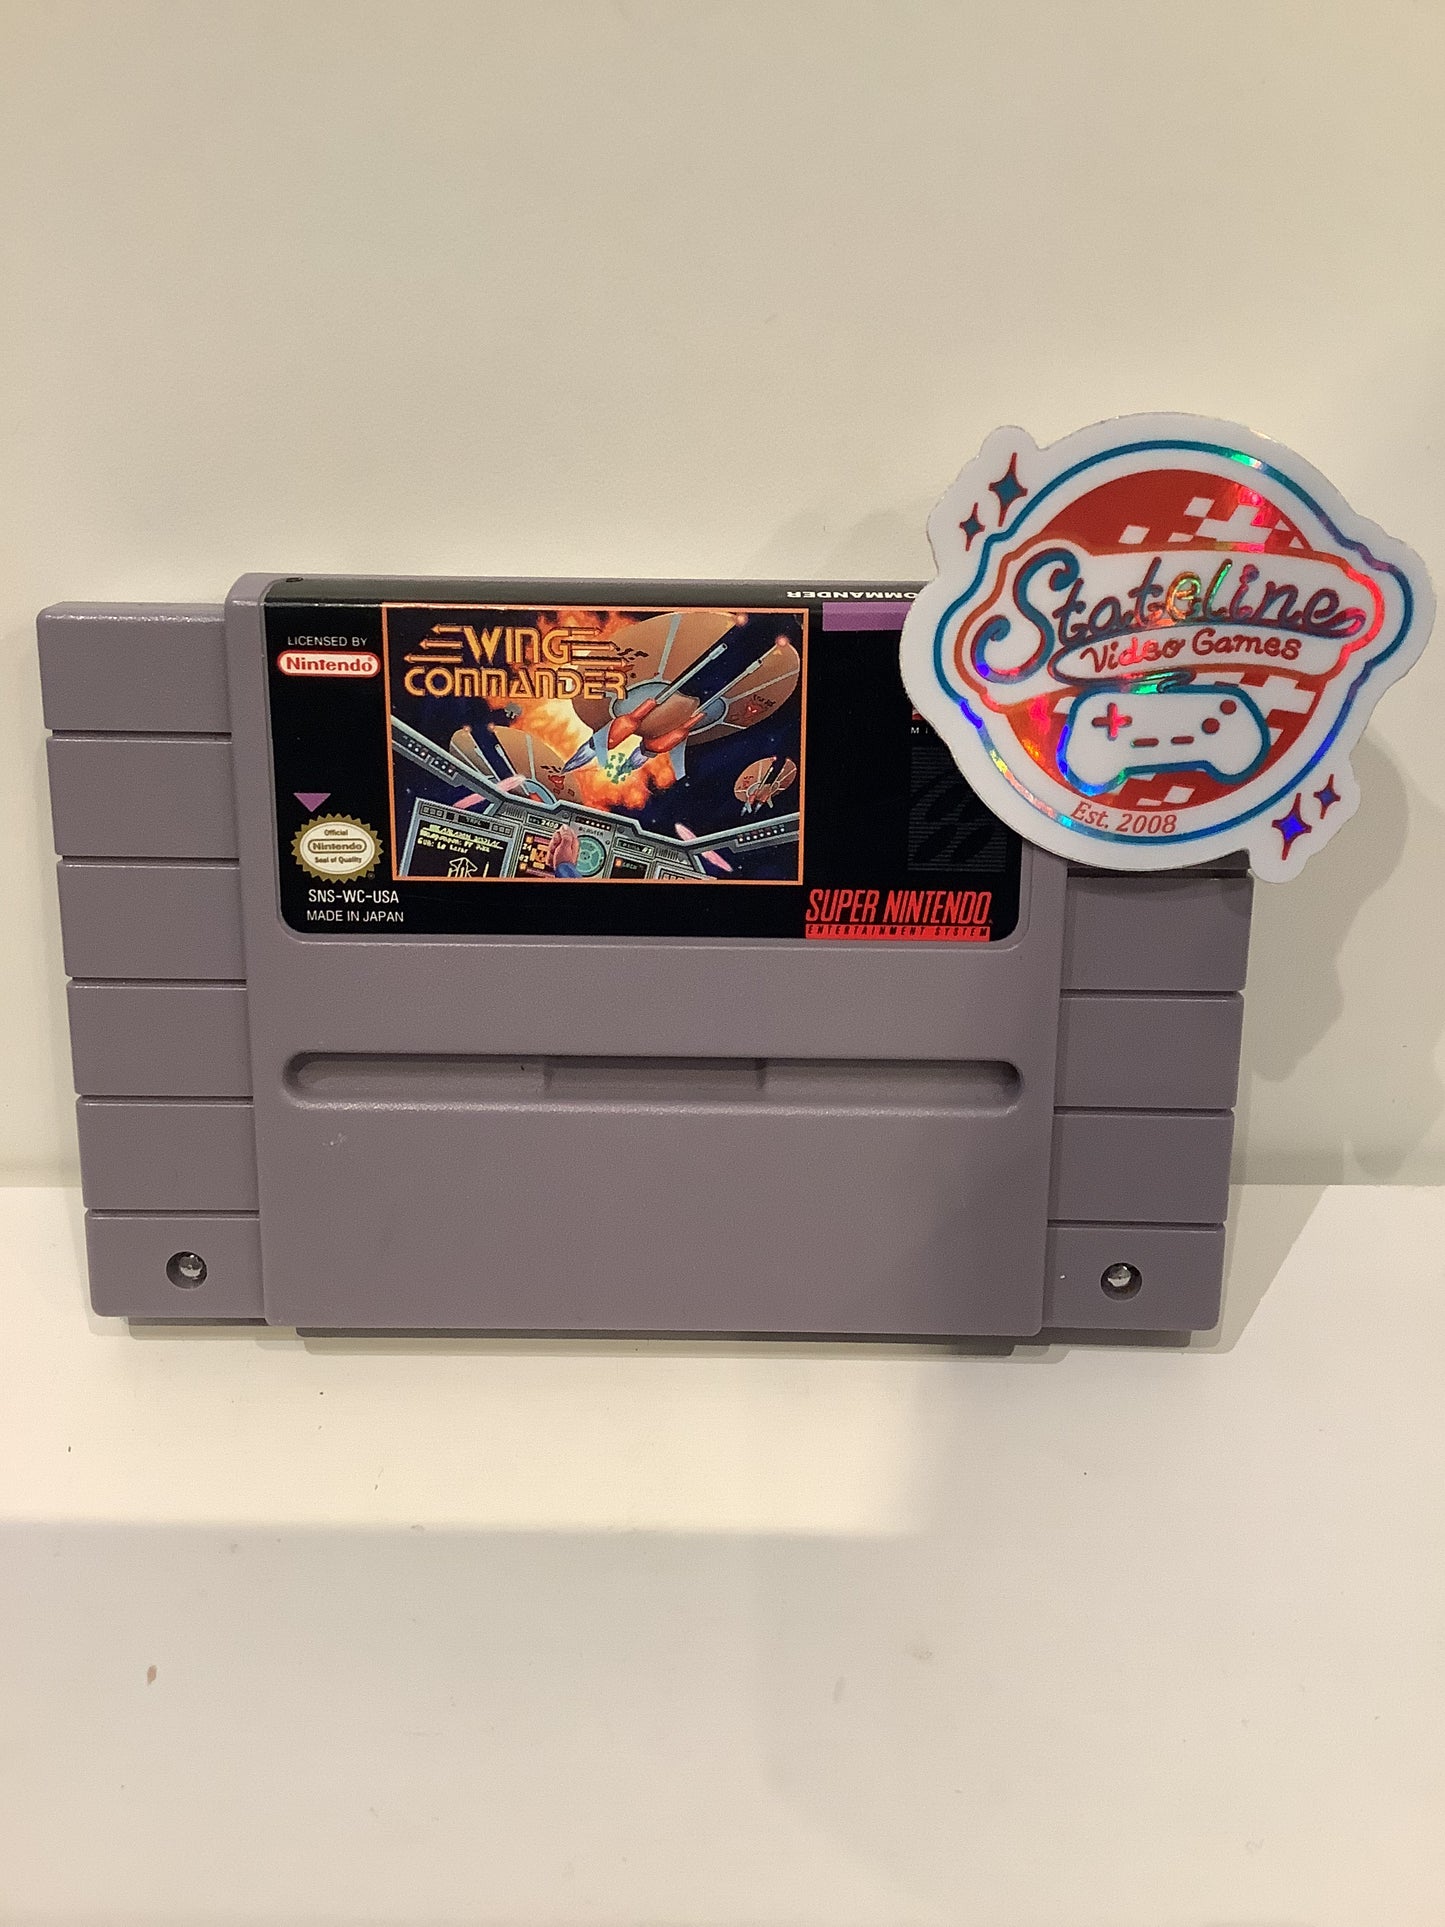 OMMANDER
LICENSED BY
Nintendo
WING
COMMANDER
Official
Nintendo
Seal of Quality
SNS-WC-USA
MADE IN JAPAN
SUPER NINTENDO
ENTERTAINMENT SYSTEM
Stateline
Video Games
Est. 2008